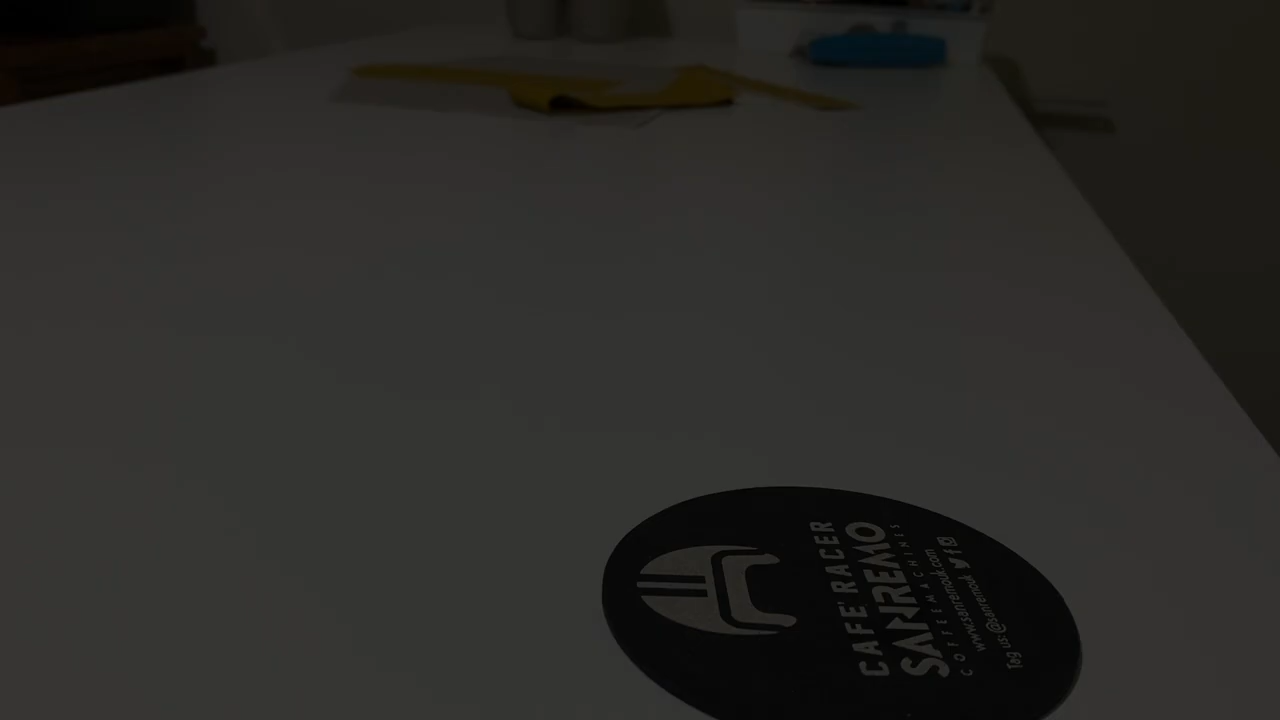 CAFE' RACER
SANREMO
COFFEE MACHINES
www.sanremouk.com
Tag us: @sanremouk